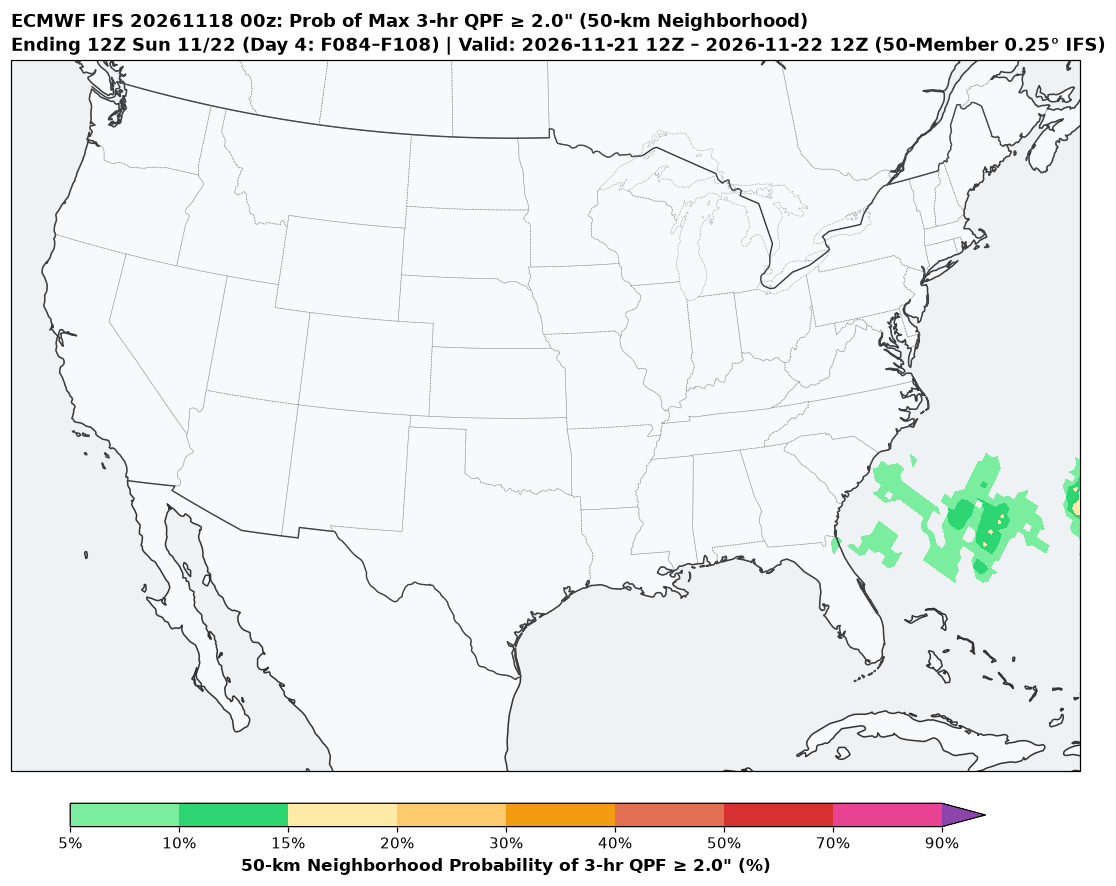 ECMWF IFS 20261118 00z: Prob of Max 3-hr QPF ≥ 2.0" (50-km Neighborhood)
Ending 12Z Sun 11/22 (Day 4: F084–F108) | Valid: 2026-11-21 12Z – 2026-11-22 12Z (50-Member 0.25° IFS)
5% 10% 15% 20% 30% 40% 50% 70% 90%
50-km Neighborhood Probability of 3-hr QPF ≥ 2.0" (%)